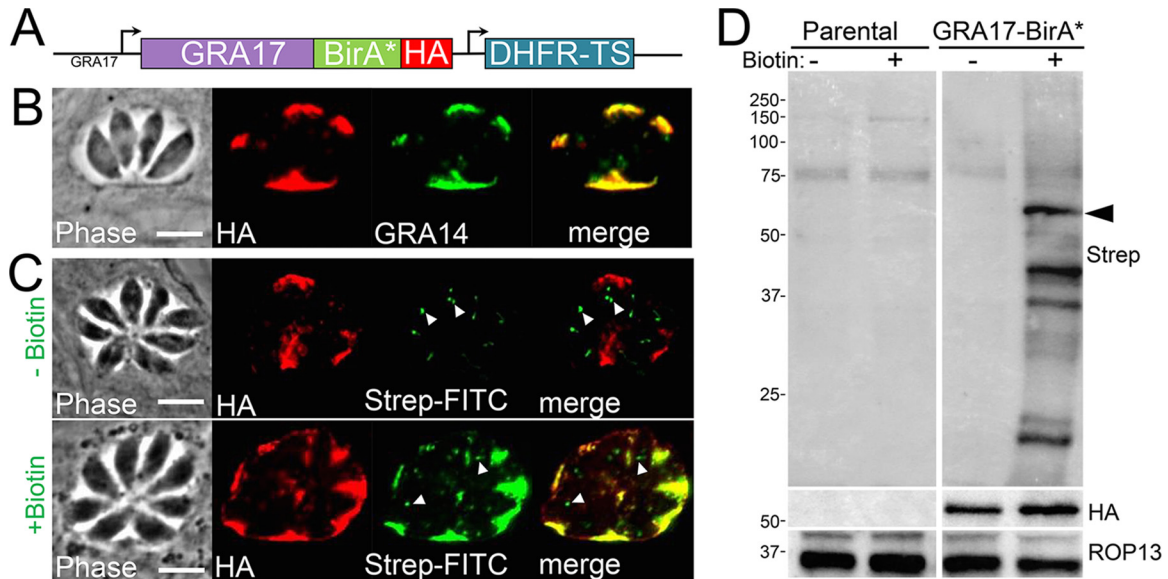 A
GRA17
GRA17 BirA* HA DHFR-TS
B
Phase HA GRA14 merge
C
- Biotin
Phase HA Strep-FITC merge
+Biotin
Phase HA Strep-FITC merge
D
Parental GRA17-BirA*
Biotin: - + - +
250-
150-
100-
75-
50-
37-
25-
Strep
50-
HA
37-
ROP13